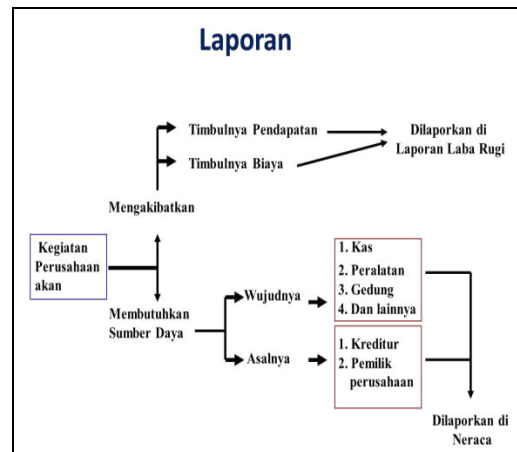 Laporan
Timbulnya Pendapatan
Timbulnya Biaya
Dilaporkan di
Laporan Laba Rugi
Mengakibatkan
Kegiatan
Perusahaan
akan
Membutuhkan
Sumber Daya
Wujudnya
1. Kas
2. Peralatan
3. Gedung
4. Dan lainnya
Asalnya
1. Kreditur
2. Pemilik
perusahaan
Dilaporkan di
Neraca